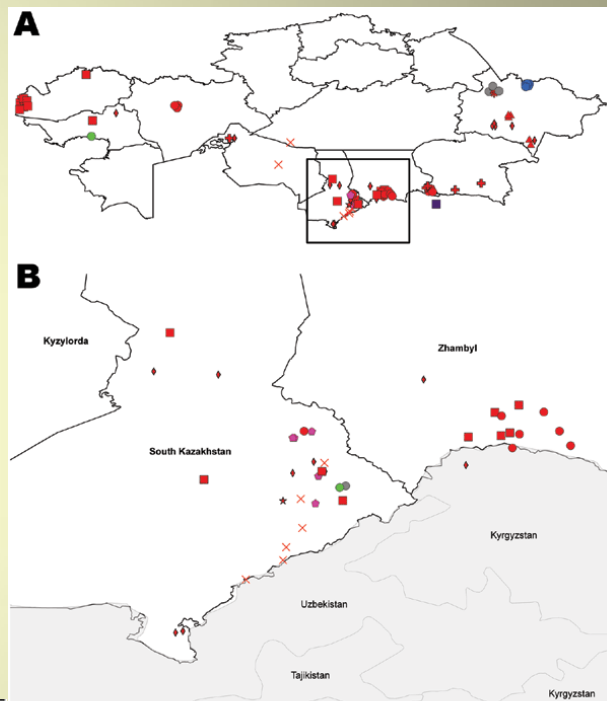 A
B
Kyzylorda
Zhambyl
South Kazakhstan
Kyrgyzstan
Uzbekistan
Tajikistan
Kyrgyzstan